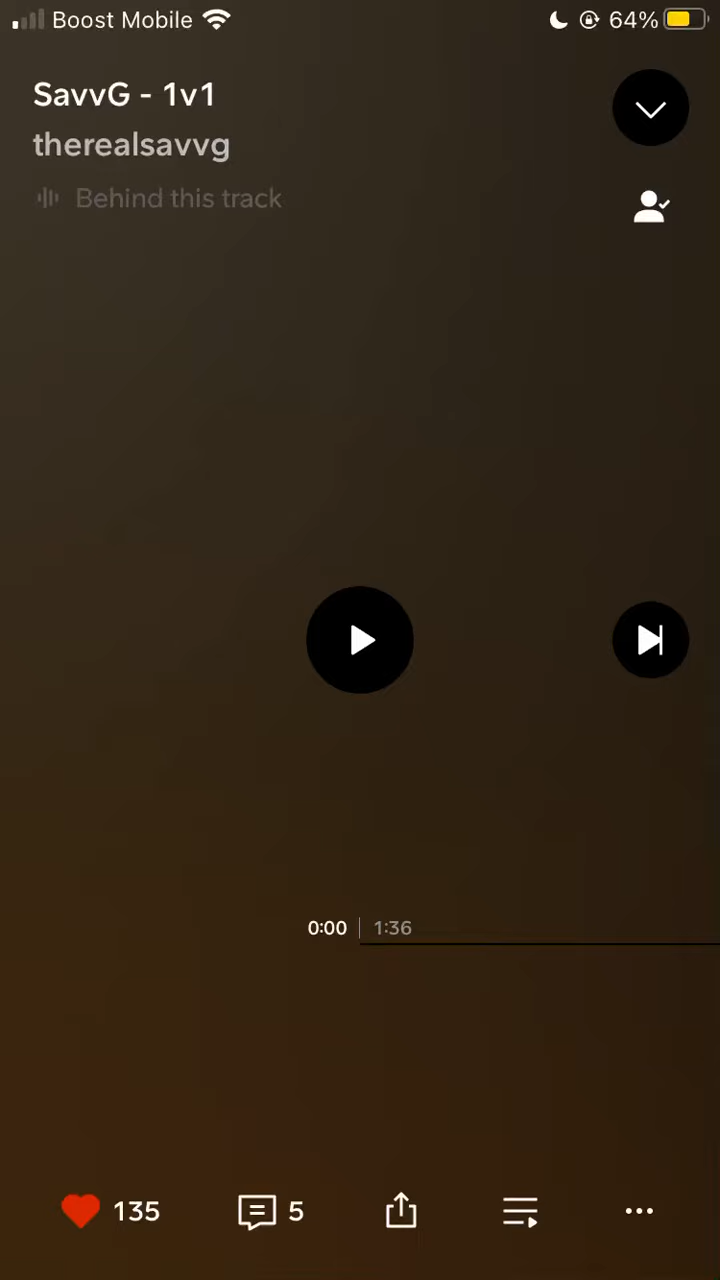 Boost Mobile 64%
SavvG - 1v1
therealsavvg
Behind this track
0:00 1:36
135 5